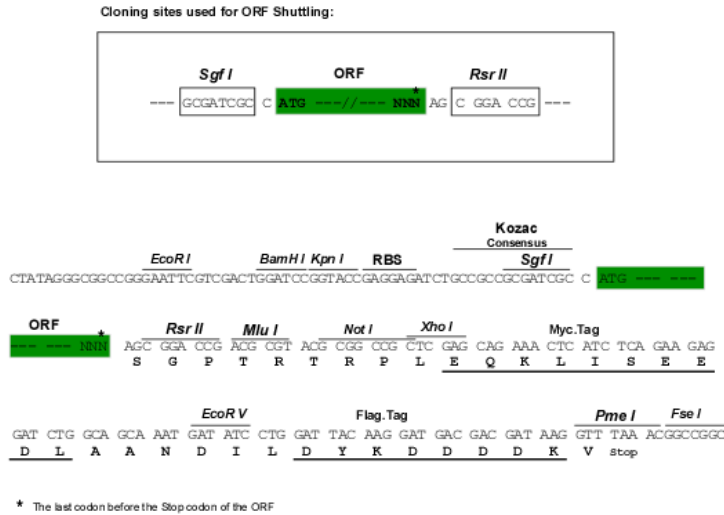 Cloning sites used for ORF Shuttling:
Sgf I ORF Rsr II
*
--- GCGATCGC C ATG ---//--- NNN AG C GGA CCG ---
Kozac
Consensus
EcoR I BamH I Kpn I RBS Sgf I
CTATAGGGCGGCCGGGAATTCGTCGACTGGATCCGGTACCGAGGAGATCTGCCGCCGCGATCGC C ATG --- ---
ORF
* Rsr II Mlu I Not I Xho I Myc.Tag
--- --- NNN AGC GGA CCG ACG CGT ACG CGG CCG CTC GAG CAG AAA CTC ATC TCA GAA GAG
S G P T R T R P L E Q K L I S E E
EcoR V Flag.Tag Pme I Fse I
GAT CTG GCA GCA AAT GAT ATC CTG GAT TAC AAG GAT GAC GAC GAT AAG GTT TAA ACGGCCGGC
D L A A N D I L D Y K D D D D K V Stop
* The last codon before the Stop codon of the ORF